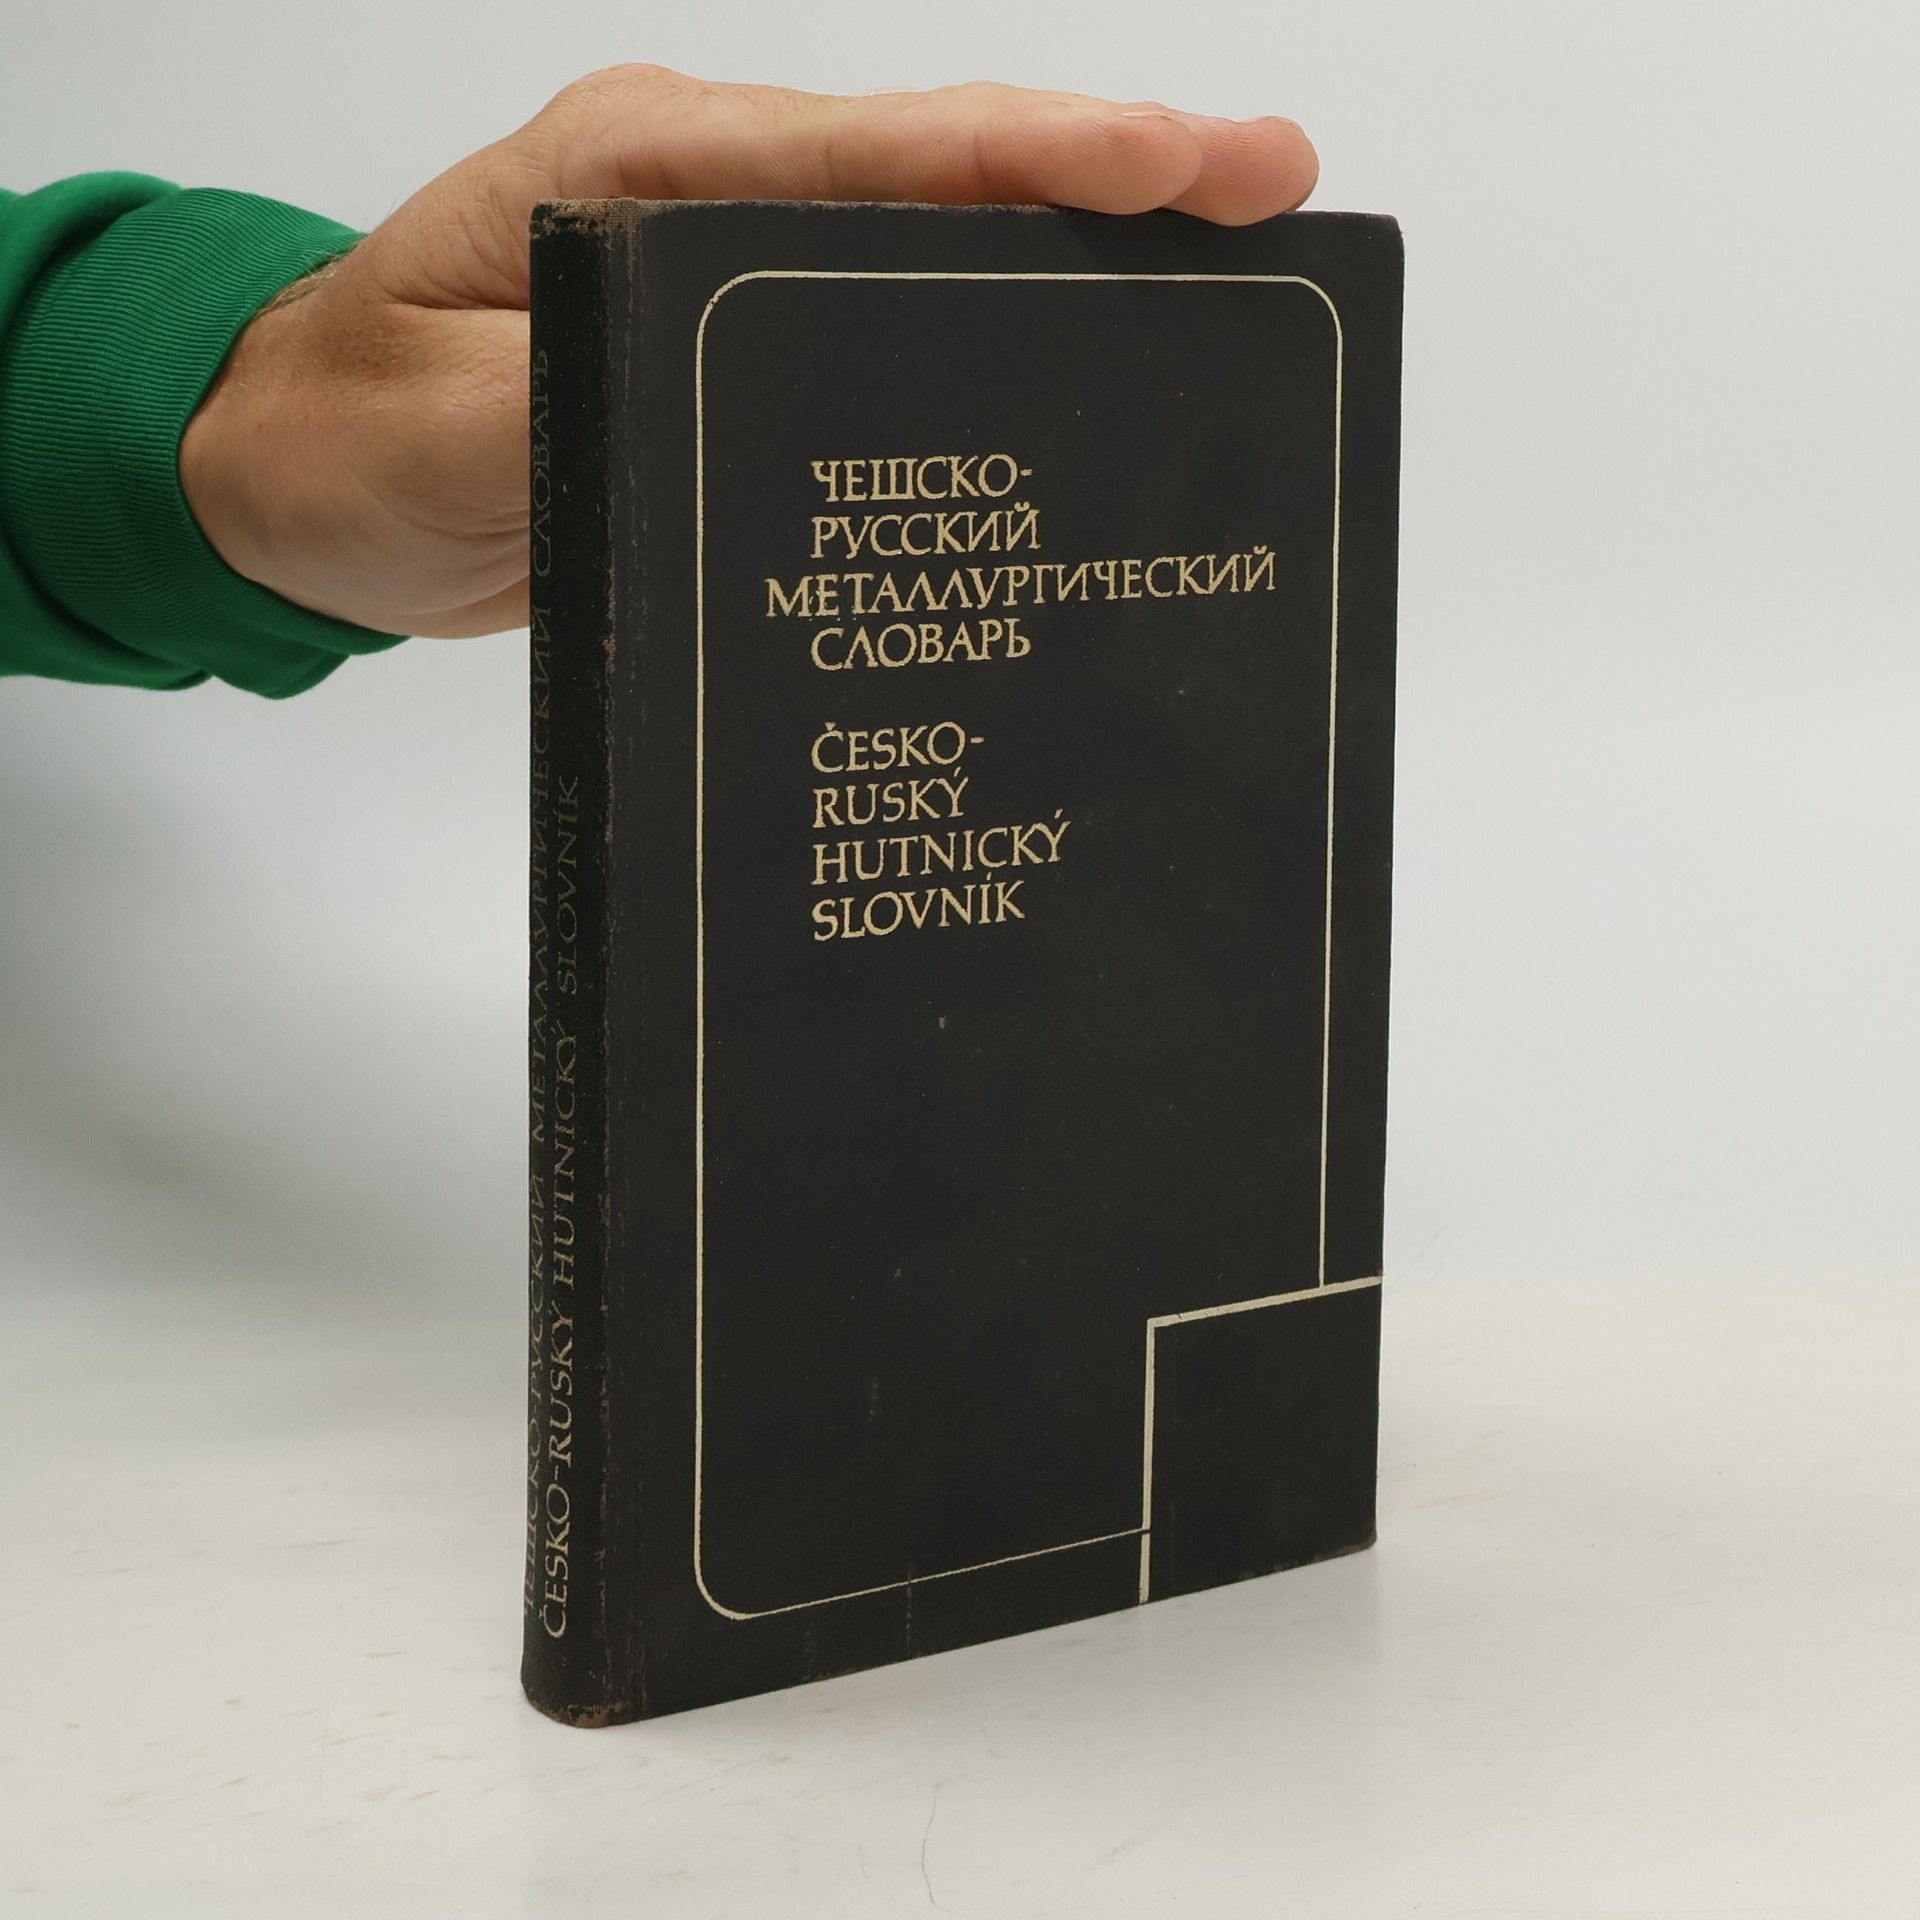 ЧЕШСКО-
РУССКИЙ
МЕТАЛЛУРГИЧЕСКИЙ
СЛОВАРЬ
ČESKO-
RUSKÝ
HUTNICKÝ
SLOVNÍK
ЧЕШСКО-РУССКИЙ МЕТАЛЛУРГИЧЕСКИЙ СЛОВАРЬ
ČESKO-RUSKÝ HUTNICKÝ SLOVNÍK